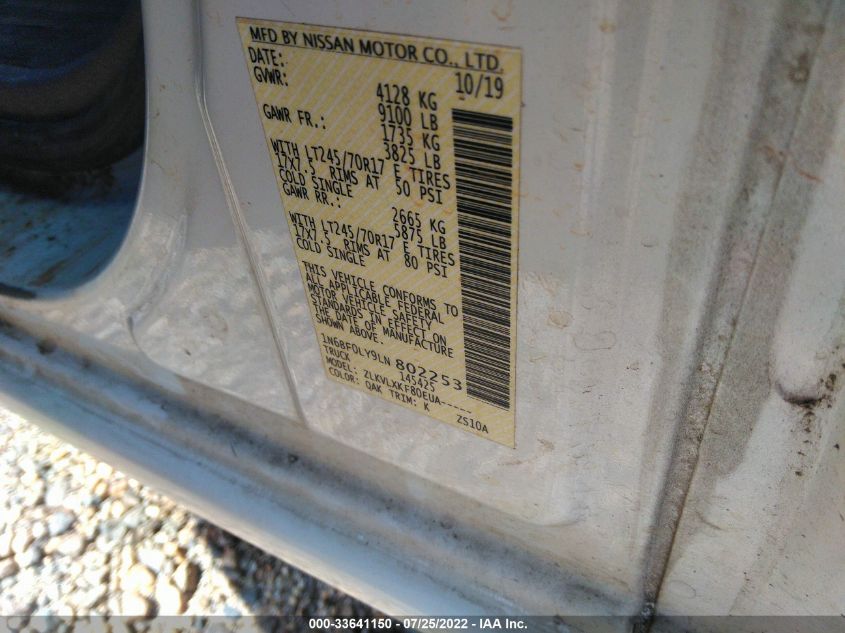 MFD BY NISSAN MOTOR CO., LTD.
DATE: 10/19
GVWR: 4128 KG
9100 LB
GAWR FR.: 1735 KG
3825 LB
WITH LT245/70R17 E TIRES
17X7.5 RIMS AT 50 PSI
COLD SINGLE
GAWR RR.: 2665 KG
5875 LB
WITH LT245/70R17 E TIRES
17X7.5 RIMS AT 80 PSI
COLD SINGLE
THIS VEHICLE CONFORMS TO
ALL APPLICABLE FEDERAL
MOTOR VEHICLE SAFETY
STANDARDS IN EFFECT ON
THE DATE OF MANUFACTURE
SHOWN ABOVE.
1N6BF0LY9LN 802253
TRUCK 145425
MODEL: ZLKVLXKF80EUA-----
COLOR: QAK TRIM: K ZS10A
000-33641150 - 07/25/2022 - IAA Inc.